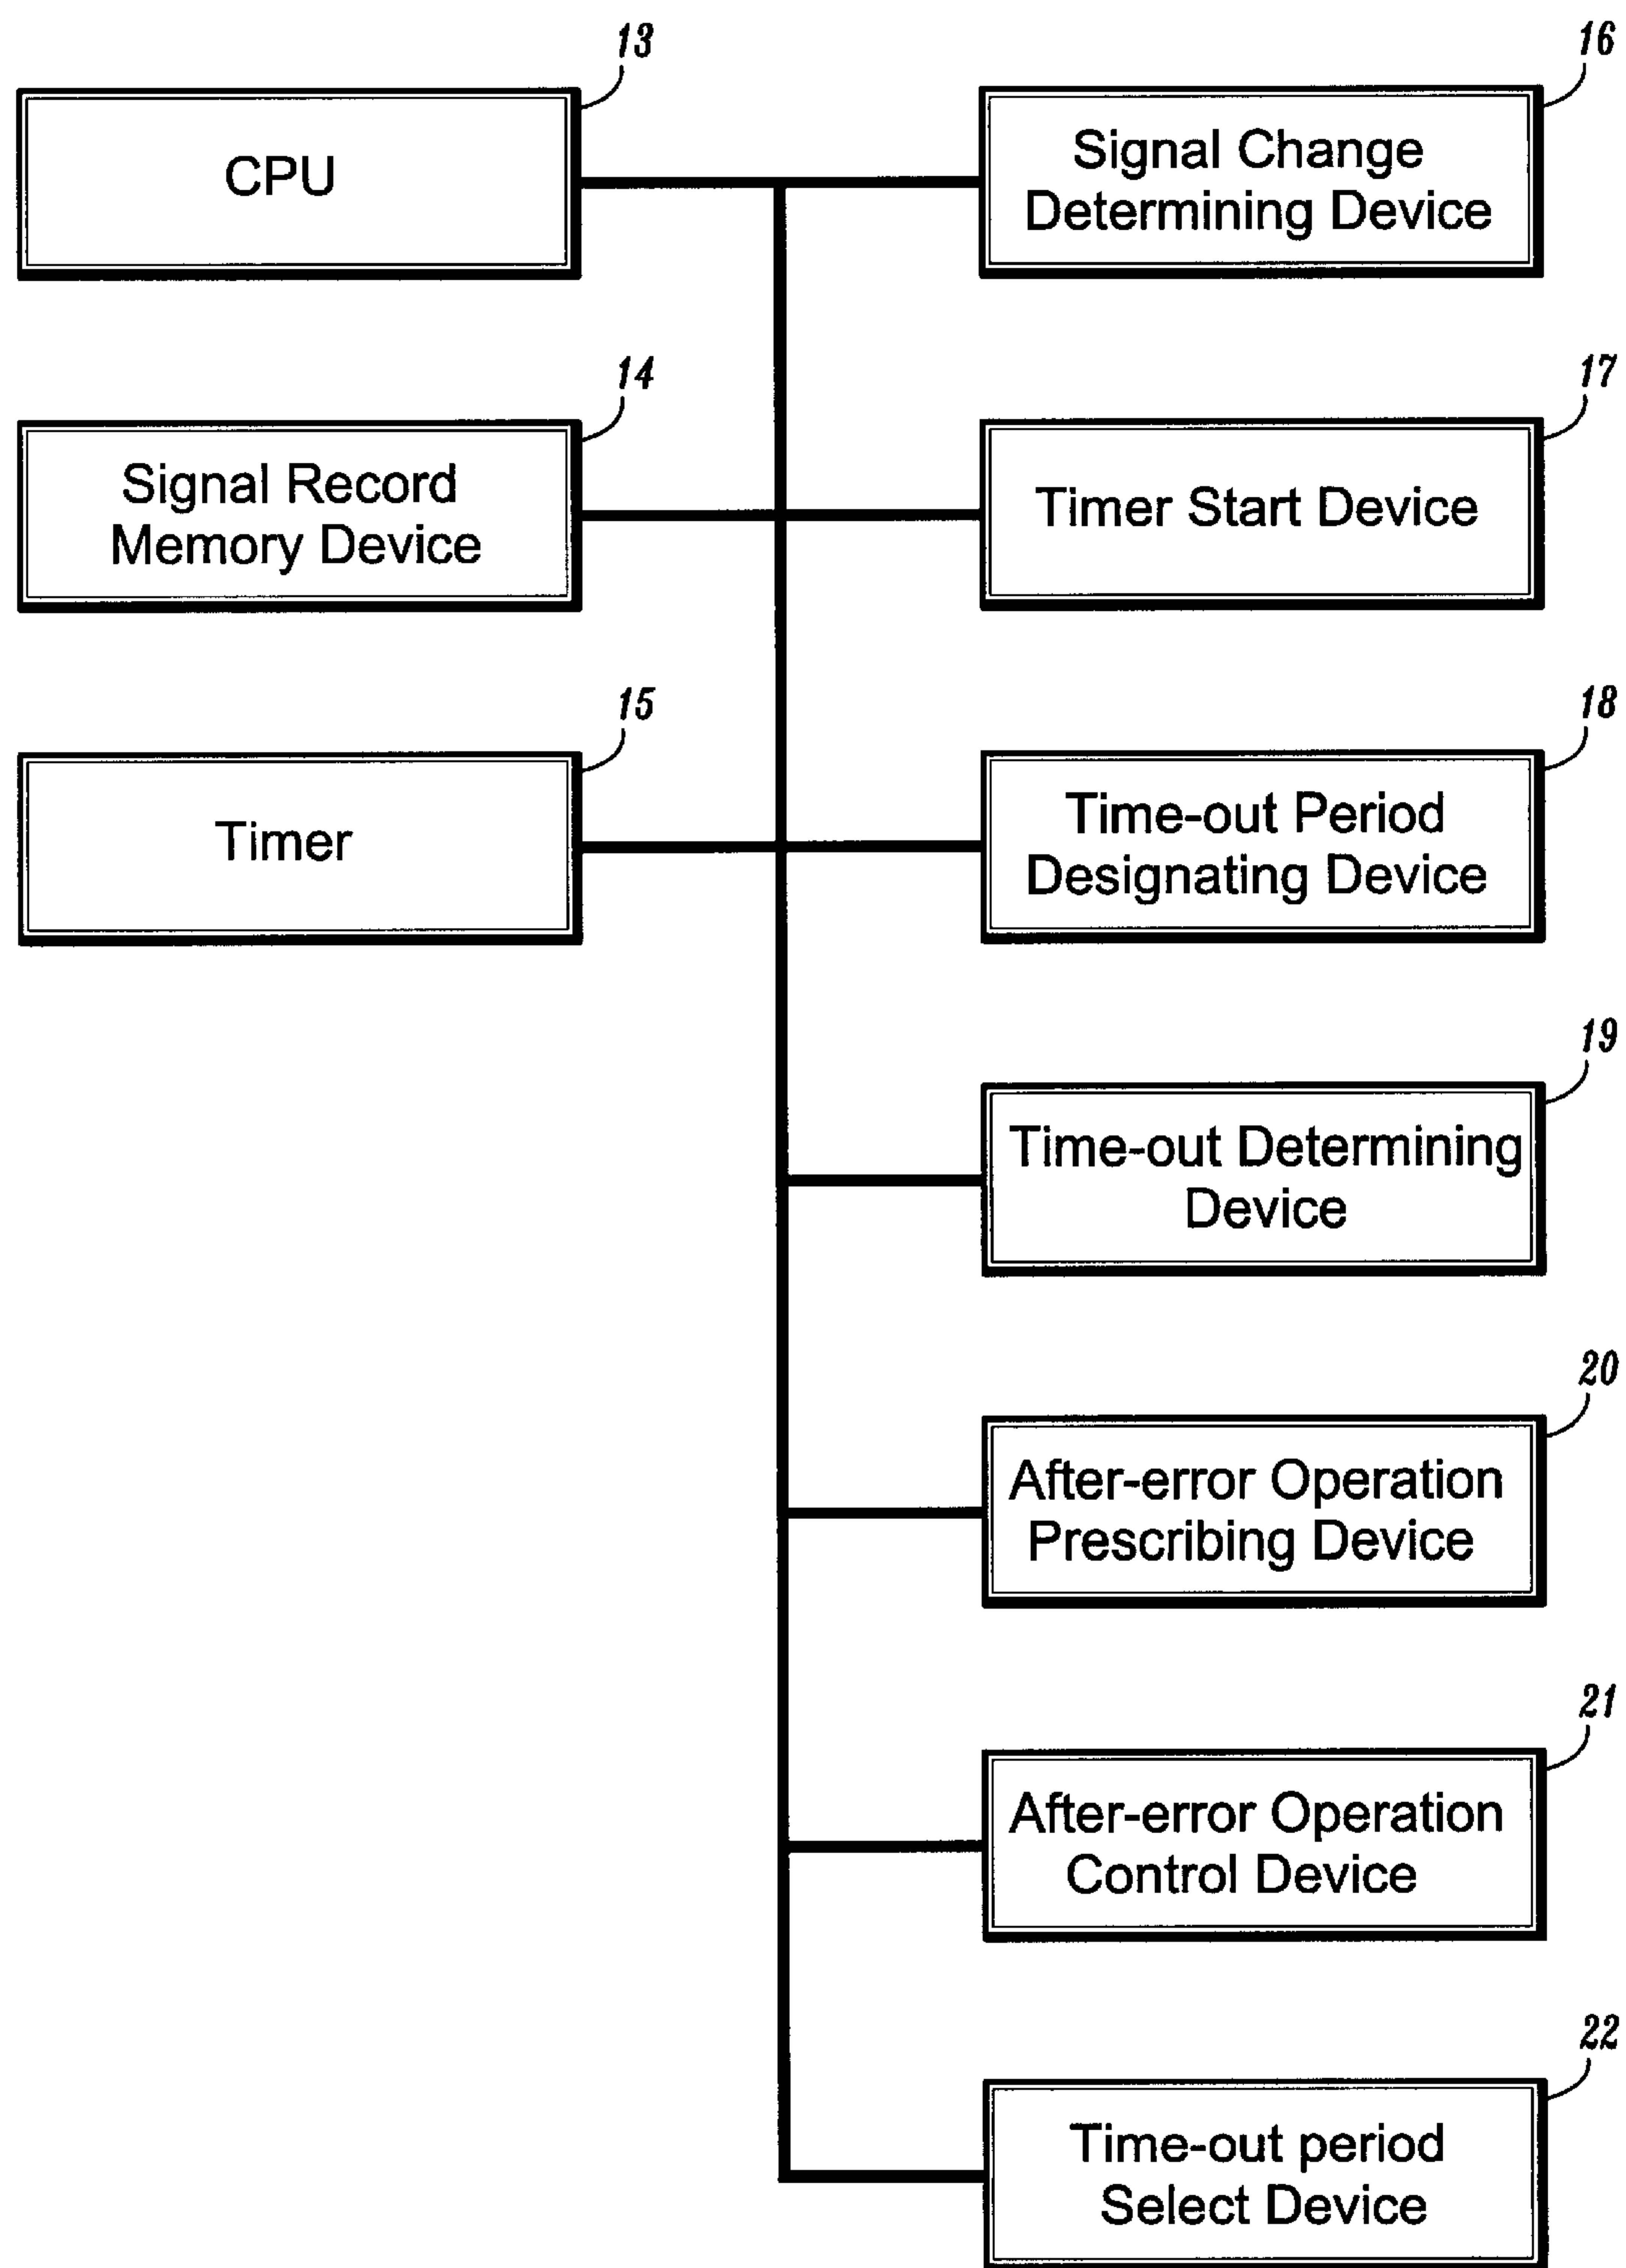 13
CPU
14
Signal Record
Memory Device
15
Timer
16
Signal Change
Determining Device
17
Timer Start Device
18
Time-out Period
Designating Device
19
Time-out Determining
Device
20
After-error Operation
Prescribing Device
21
After-error Operation
Control Device
22
Time-out period
Select Device